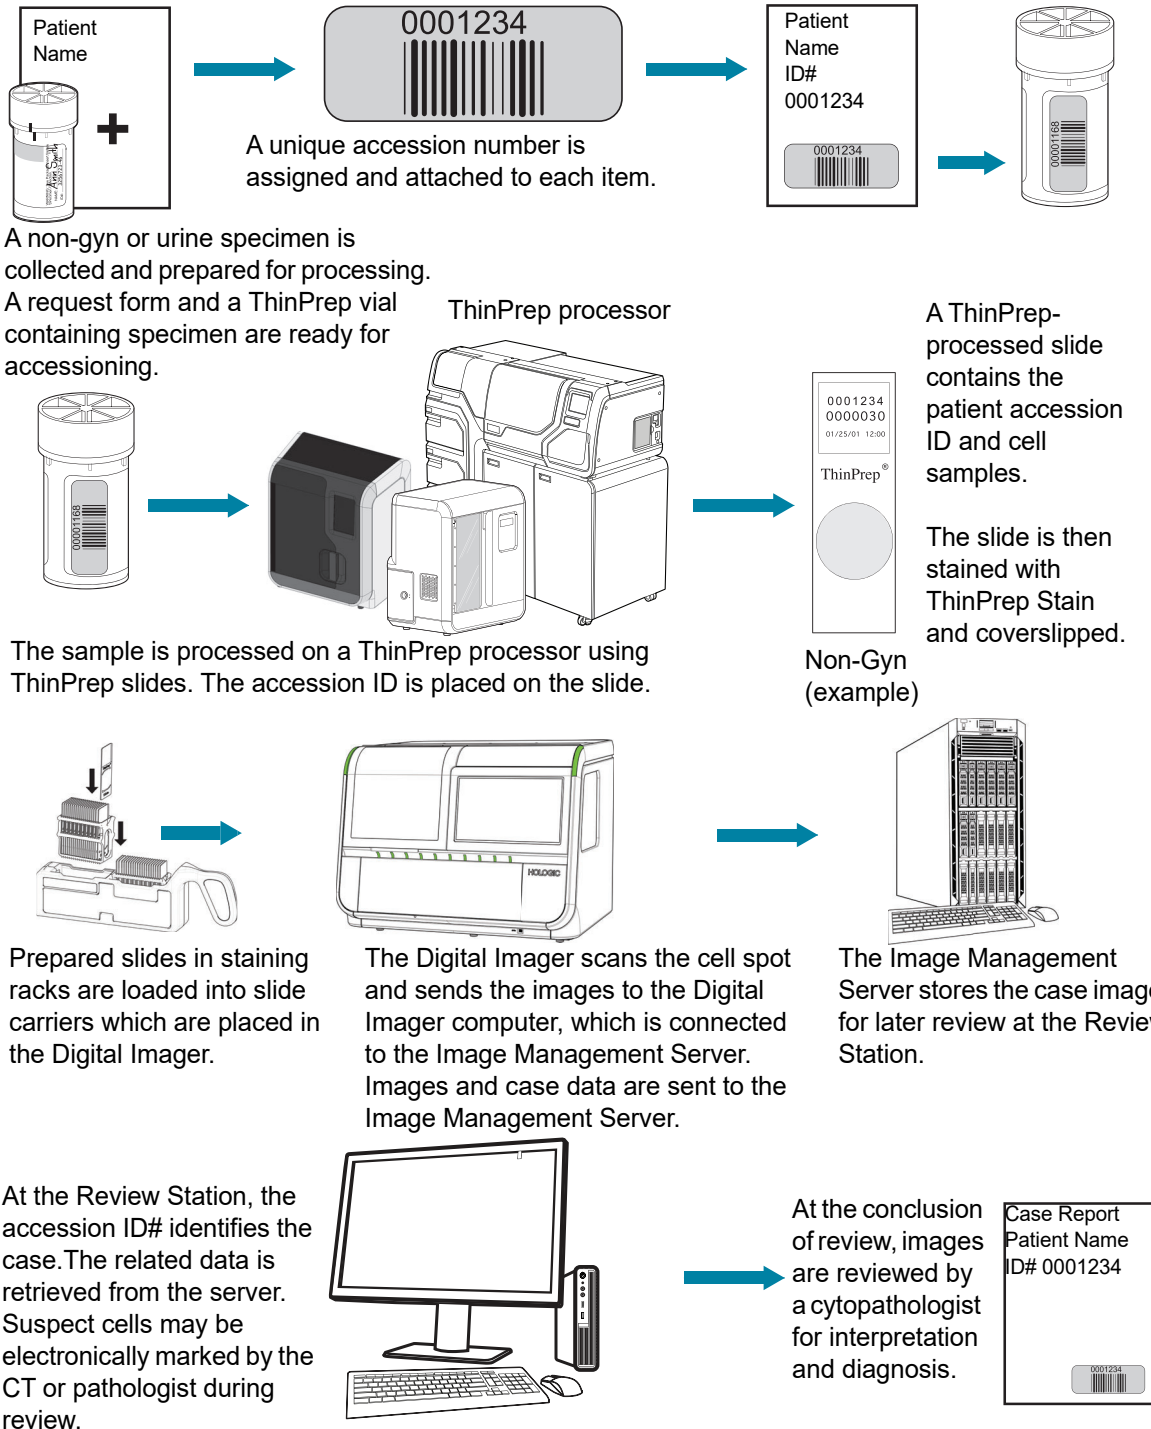 Patient
Name
0001234
A unique accession number is
assigned and attached to each item.
Patient
Name
ID#
0001234
0001234
00001168
A non-gyn or urine specimen is
collected and prepared for processing.
A request form and a ThinPrep vial
containing specimen are ready for
accessioning.
ThinPrep processor
00001168
0001234
0000030
01/25/01 12:00
ThinPrep®
Non-Gyn
(example)
A ThinPrep-
processed slide
contains the
patient accession
ID and cell
samples.
The slide is then
stained with
ThinPrep Stain
and coverslipped.
The sample is processed on a ThinPrep processor using
ThinPrep slides. The accession ID is placed on the slide.
Prepared slides in staining
racks are loaded into slide
carriers which are placed in
the Digital Imager.
HOLOGIC
The Digital Imager scans the cell spot
and sends the images to the Digital
Imager computer, which is connected
to the Image Management Server.
Images and case data are sent to the
Image Management Server.
The Image Management
Server stores the case image
for later review at the Review
Station.
At the Review Station, the
accession ID# identifies the
case.The related data is
retrieved from the server.
Suspect cells may be
electronically marked by the
CT or pathologist during
review.
At the conclusion
of review, images
are reviewed by
a cytopathologist
for interpretation
and diagnosis.
Case Report
Patient Name
ID# 0001234
0001234